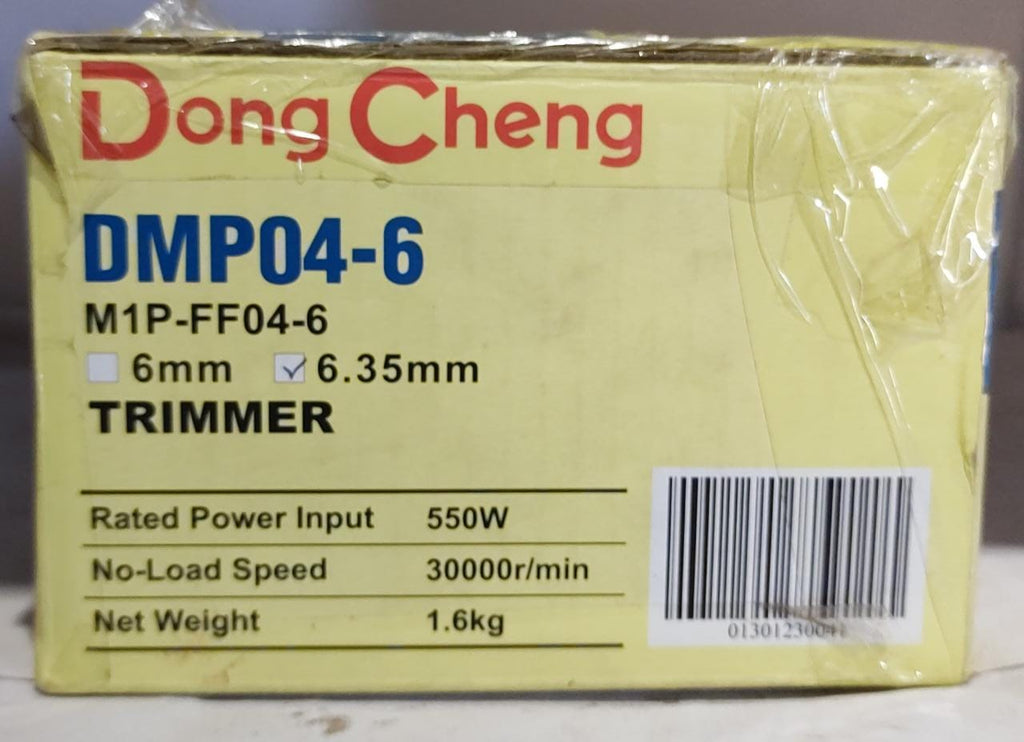 Dong Cheng
DMP04-6
M1P-FF04-6
6mm 6.35mm
TRIMMER
Rated Power Input 550W
No-Load Speed 30000r/min
Net Weight 1.6kg